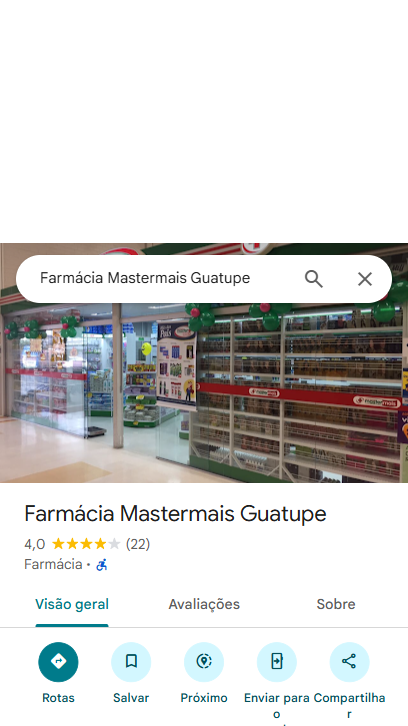 Farmácia Mastermais Guatupe
Farmácia Mastermais Guatupe
4,0 (22)
Farmácia ·
Visão geral Avaliações Sobre
Rotas Salvar Próximo Enviar para o Compartilhar